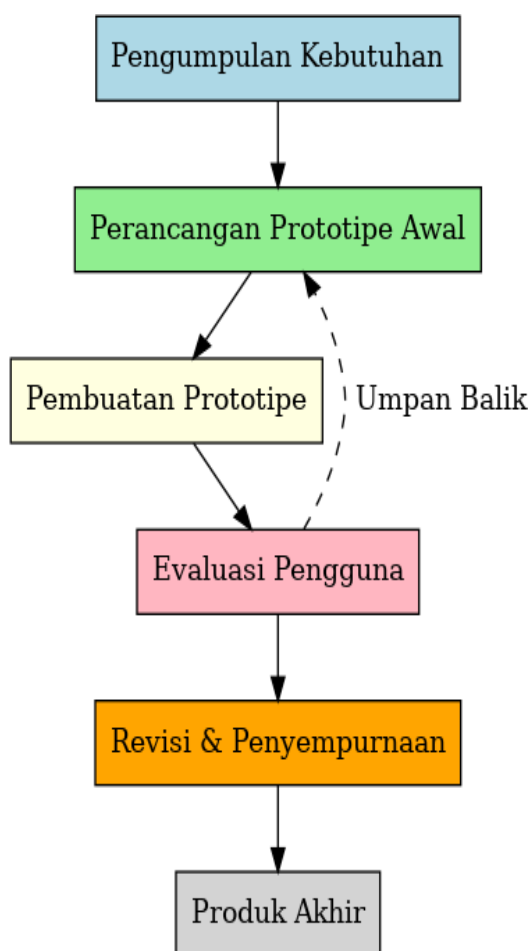 Pengumpulan Kebutuhan
Perancangan Prototipe Awal
Pembuatan Prototipe
Umpan Balik
Evaluasi Pengguna
Revisi & Penyempurnaan
Produk Akhir